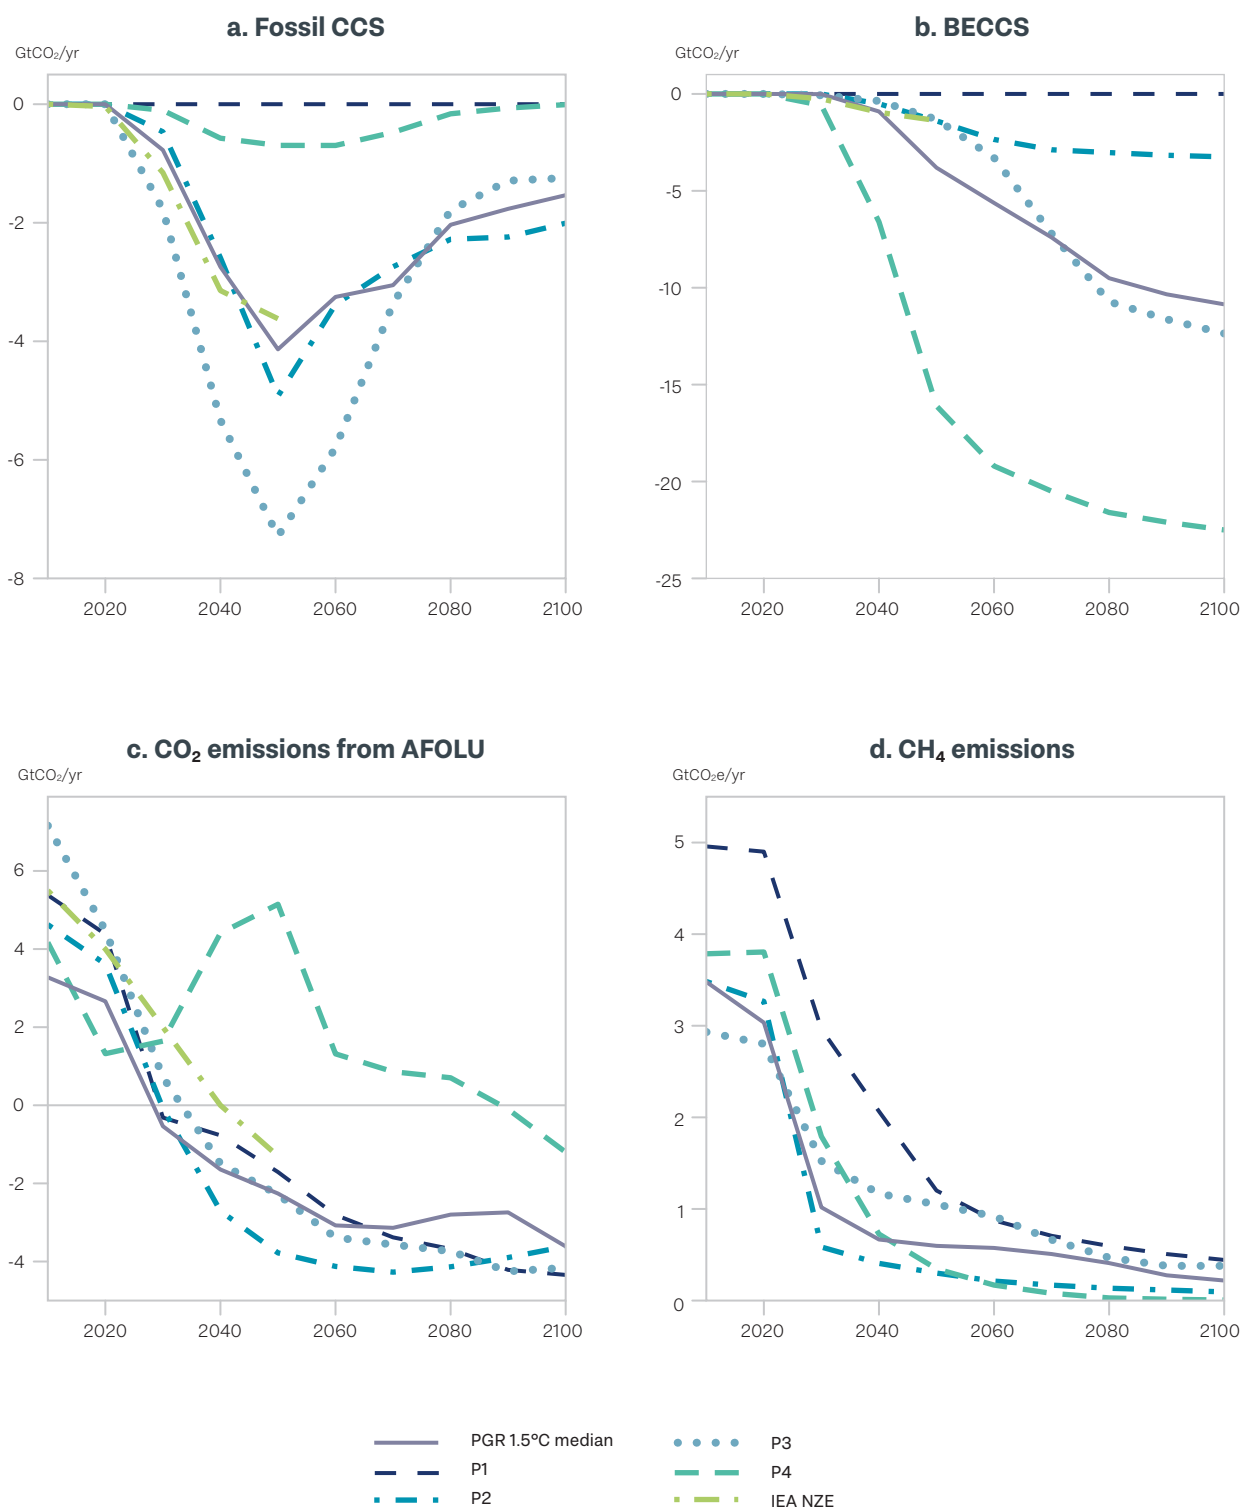 a. Fossil CCS
GtCO₂/yr
0
-2
-4
-6
-8
2020 2040 2060 2080 2100
b. BECCS
GtCO₂/yr
0
-5
-10
-15
-20
-25
2020 2040 2060 2080 2100
c. CO₂ emissions from AFOLU
GtCO₂/yr
6
4
2
0
-2
-4
2020 2040 2060 2080 2100
d. CH₄ emissions
GtCO₂e/yr
5
4
3
2
1
0
2020 2040 2060 2080 2100
PGR 1.5°C median
P1
P2
P3
P4
IEA NZE